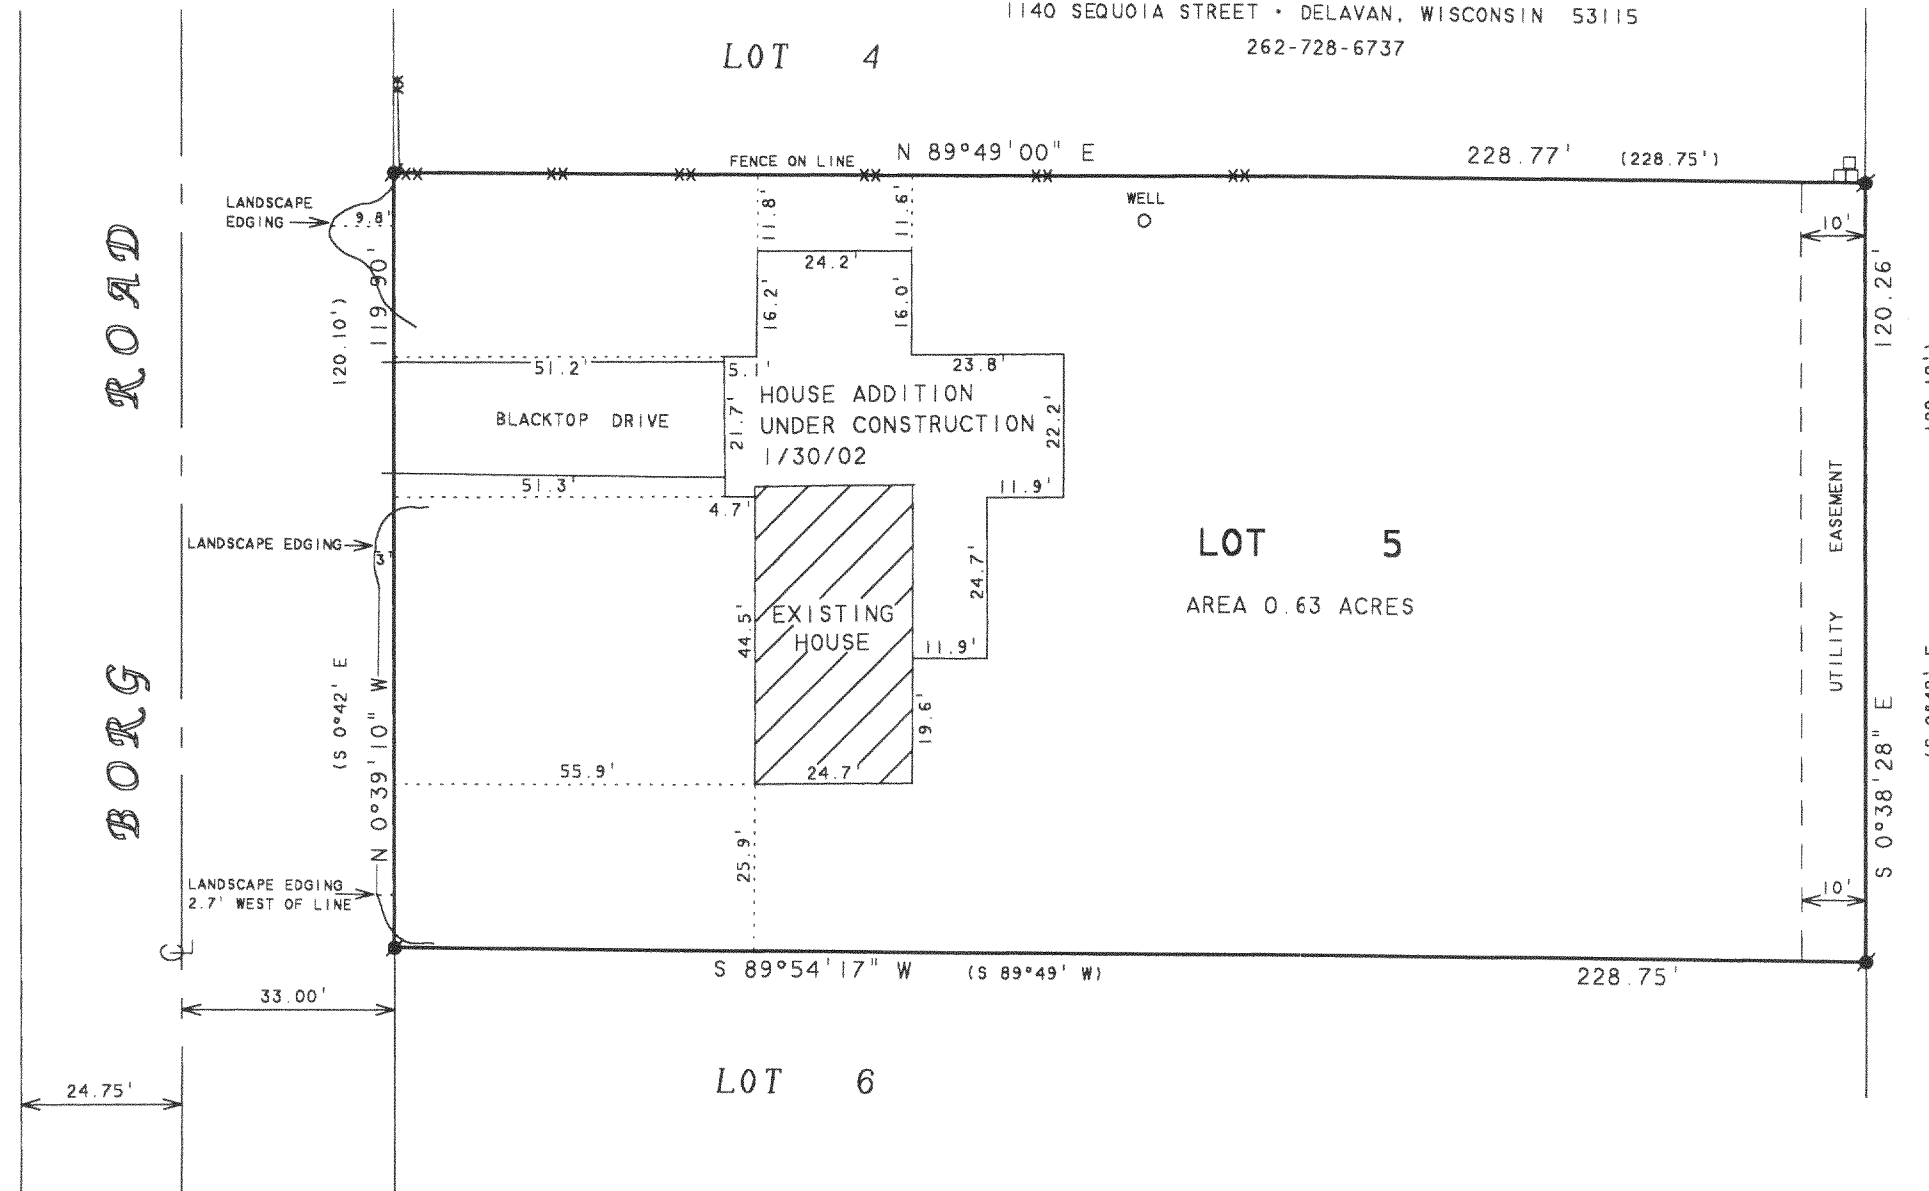 1140 SEQUOIA STREET • DELAVAN, WISCONSIN 53115
262-728-6737
LOT 4
FENCE ON LINE
N 89°49'00" E
228.77'
(228.75')
LANDSCAPE
EDGING
9.8'
11.8'
11.6'
WELL
10'
ROAD
BORG
119.90'
(120.10')
24.2'
16.2'
16.0'
120.26'
51.2'
5.1'
23.8'
HOUSE ADDITION
UNDER CONSTRUCTION
1/30/02
BLACKTOP DRIVE
21.7'
22.2'
51.3'
4.7'
11.9'
LANDSCAPE EDGING
3'
24.7'
LOT 5
AREA 0.63 ACRES
UTILITY EASEMENT
EXISTING
HOUSE
44.5'
11.9'
19.6'
(S 0°42' E
N 0°39'10" W
S 0°38'28" E
55.9'
24.7'
25.9'
LANDSCAPE EDGING
2.7' WEST OF LINE
10'
S 89°54'17" W
(S 89°49' W)
228.75'
33.00'
24.75'
LOT 6